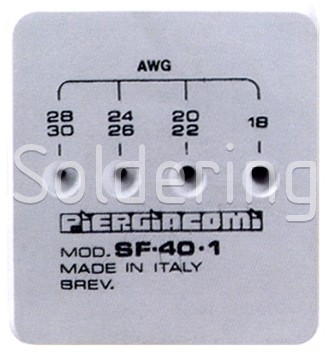 AWG
28 24 20 18
30 26 22
Soldering
PiERGiACOMi
MOD. SF·40·1
MADE IN ITALY
BREV.